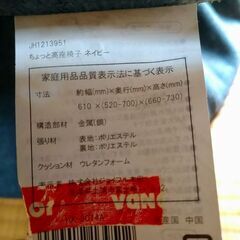 JH1213951
ちょっと高座椅子 ネイビー
家庭用品品質表示法に基づく表示
寸法 約幅(mm)×奥行(mm)×高さ(mm)
610 ×(520-700)×(660-730)
構造部材 金属(鋼)
張り材 表地:ポリエステル
裏地:ポリエステル
クッション材 ウレタンフォーム
中国